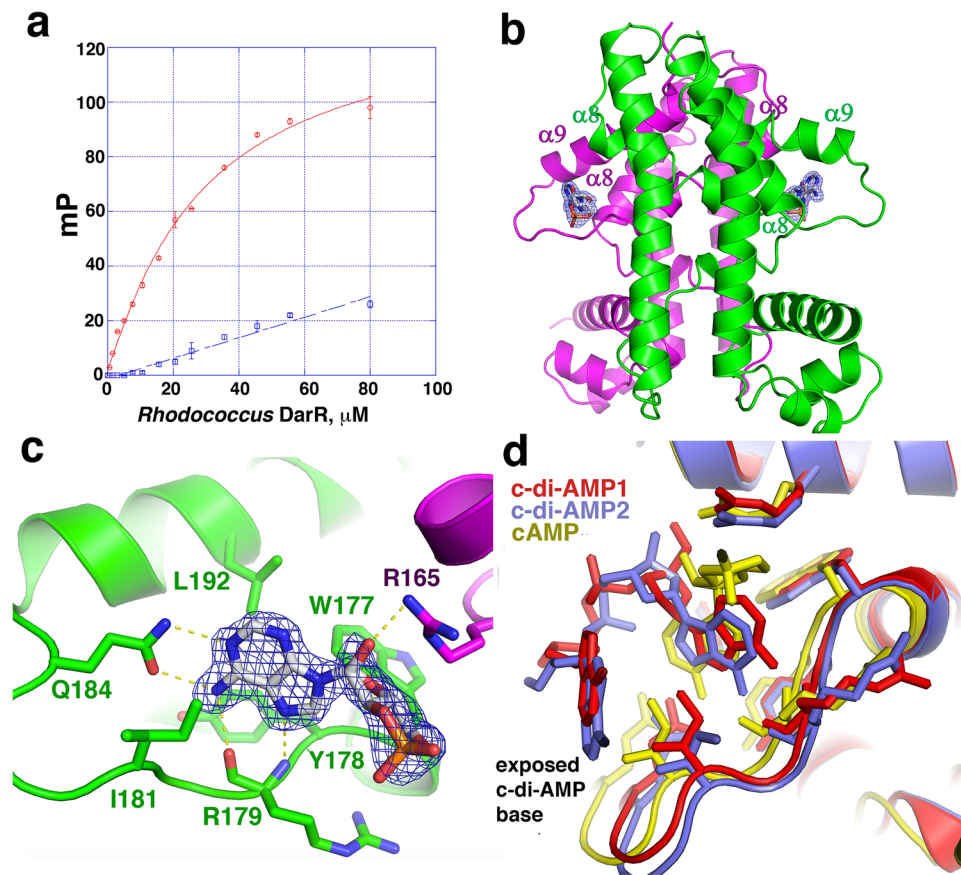 a
120
100
80
60
40
20
0
mP
0 20 40 60 80 100
Rhodococcus DarR, μM
b
α8
α9
α8
α9
α8
α8
c
L192
W177
R165
Q184
Y178
I181
R179
d
c-di-AMP1
c-di-AMP2
cAMP
exposed
c-di-AMP
base